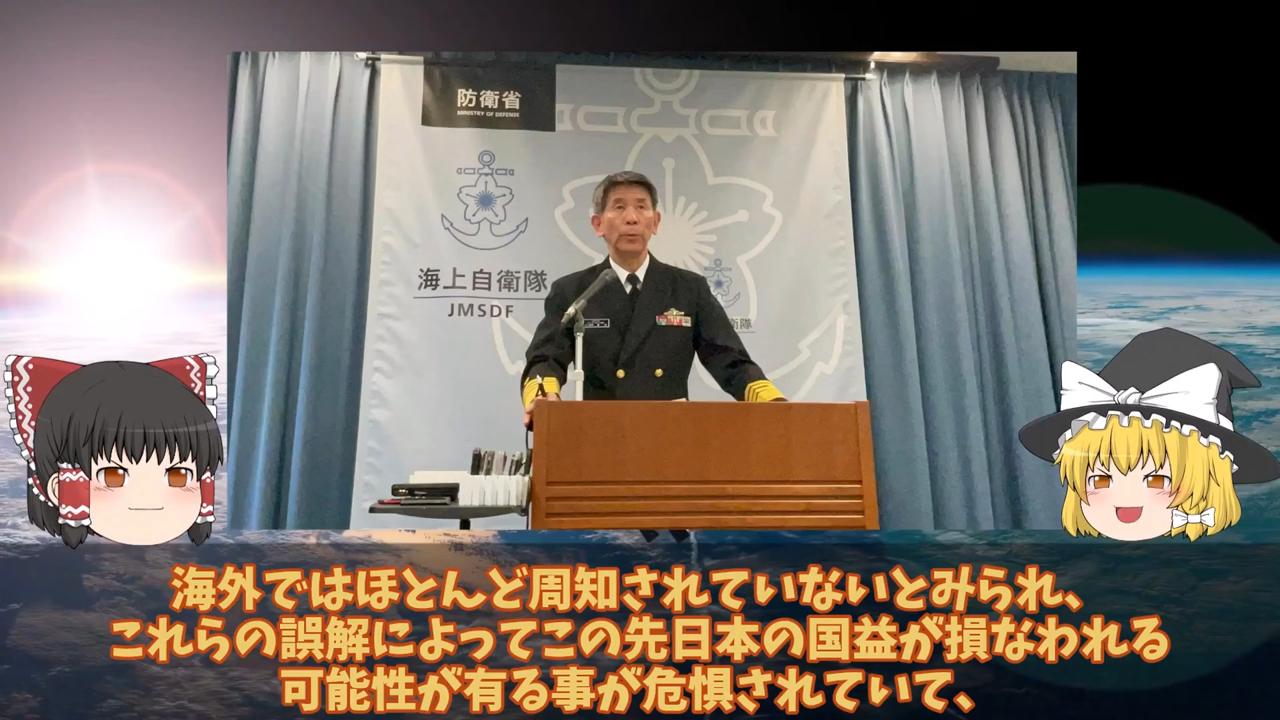 防衛省
MINISTRY OF DEFENSE
海上自衛隊
JMSDF
衛隊
海外ではほとんど周知されていないとみられ、
これらの誤解によってこの先日本の国益が損なわれる
可能性が有る事が危惧されていて、